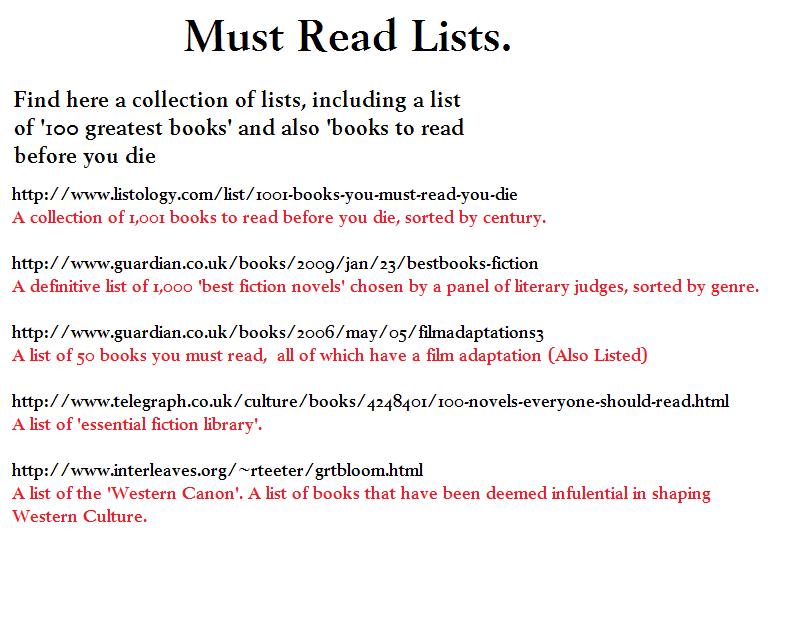 Must Read Lists.
Find here a collection of lists, including a list
of '100 greatest books' and also 'books to read
before you die
http://www.listology.com/list/1001-books-you-must-read-you-die
A collection of 1,001 books to read before you die, sorted by century.
http://www.guardian.co.uk/books/2009/jan/23/bestbooks-fiction
A definitive list of 1,000 'best fiction novels' chosen by a panel of literary judges, sorted by genre.
http://www.guardian.co.uk/books/2006/may/05/filmadaptations3
A list of 50 books you must read,  all of which have a film adaptation (Also Listed)
http://www.telegraph.co.uk/culture/books/4248401/100-novels-everyone-should-read.html
A list of 'essential fiction library'.
http://www.interleaves.org/~rteeter/grtbloom.html
A list of the 'Western Canon'. A list of books that have been deemed infulential in shaping
Western Culture.